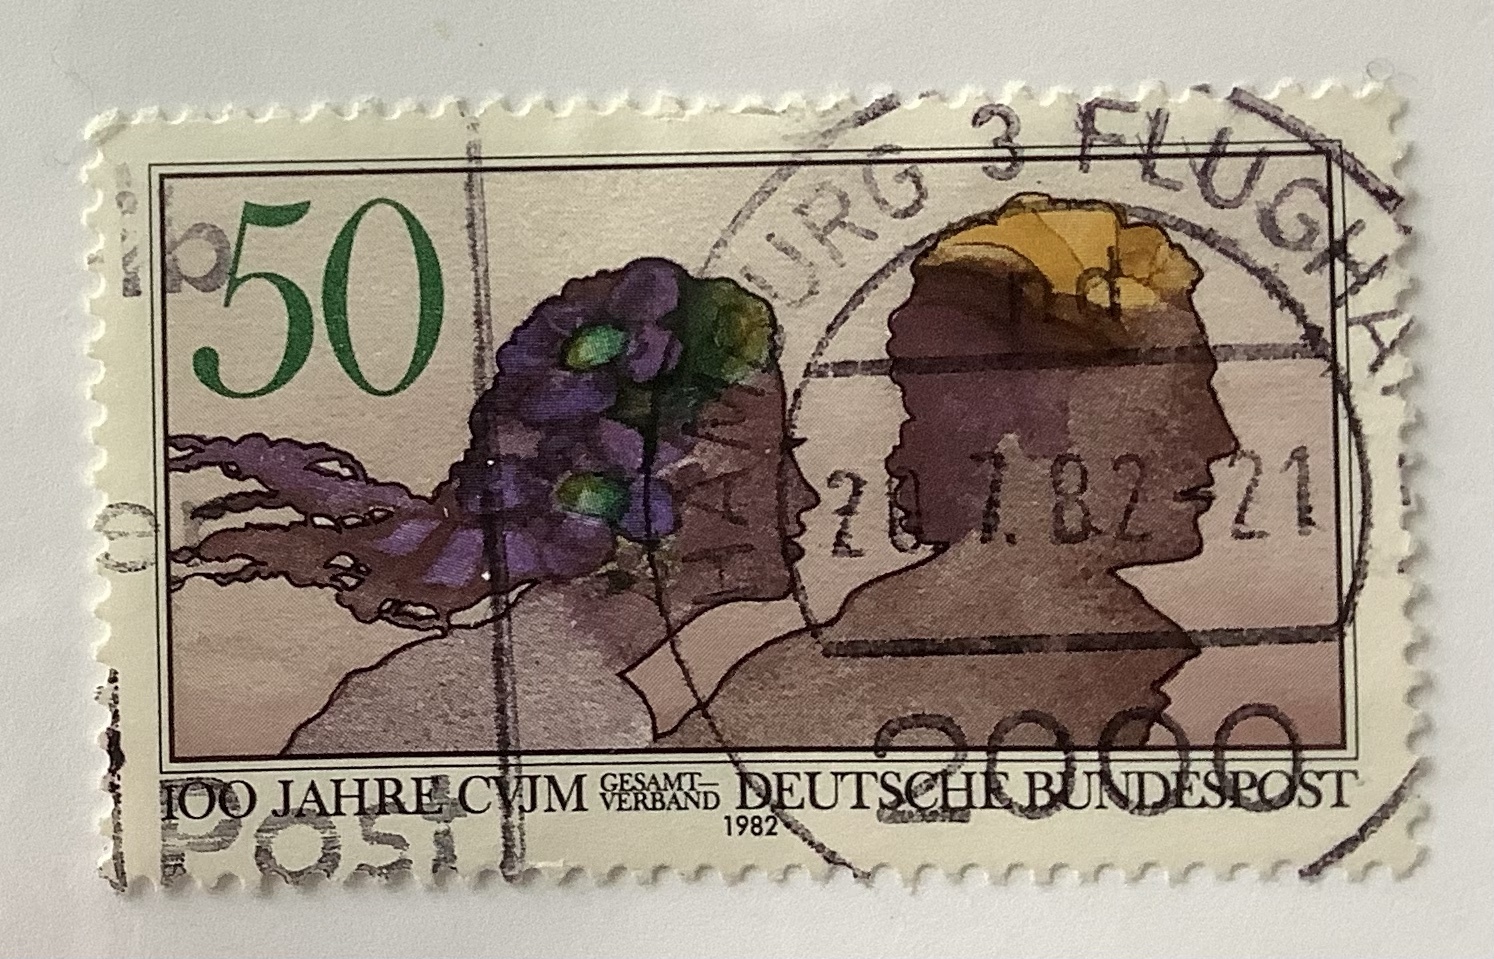 50
URG 3 FLUGHA
20.7.82-21
2000
100 JAHRE CVJM GESAMT-
VERBAND DEUTSCHE BUNDESPOST
1982
POST